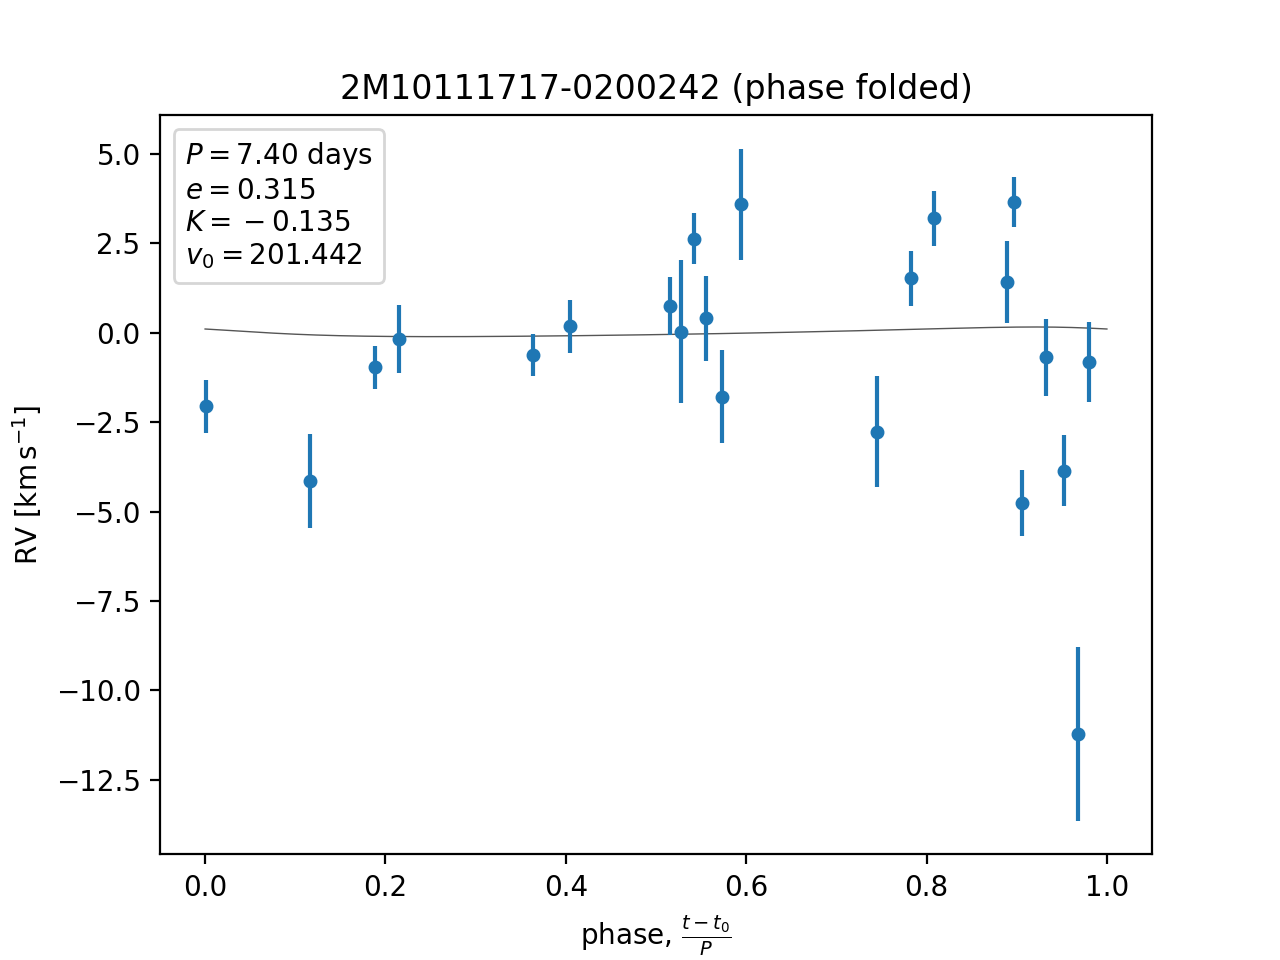 2M10111717-0200242 (phase folded)
P = 7.40 days
e = 0.315
K = −0.135
v₀ = 201.442
5.0
2.5
0.0
−2.5
−5.0
−7.5
−10.0
−12.5
RV [km s⁻¹]
0.0 0.2 0.4 0.6 0.8 1.0
phase, (t − t₀)/P